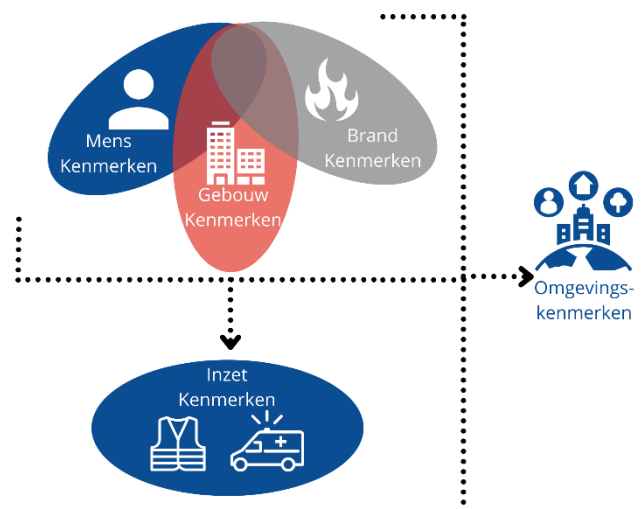 Mens
Kenmerken
Brand
Kenmerken
Gebouw
Kenmerken
Omgevings-
kenmerken
Inzet
Kenmerken